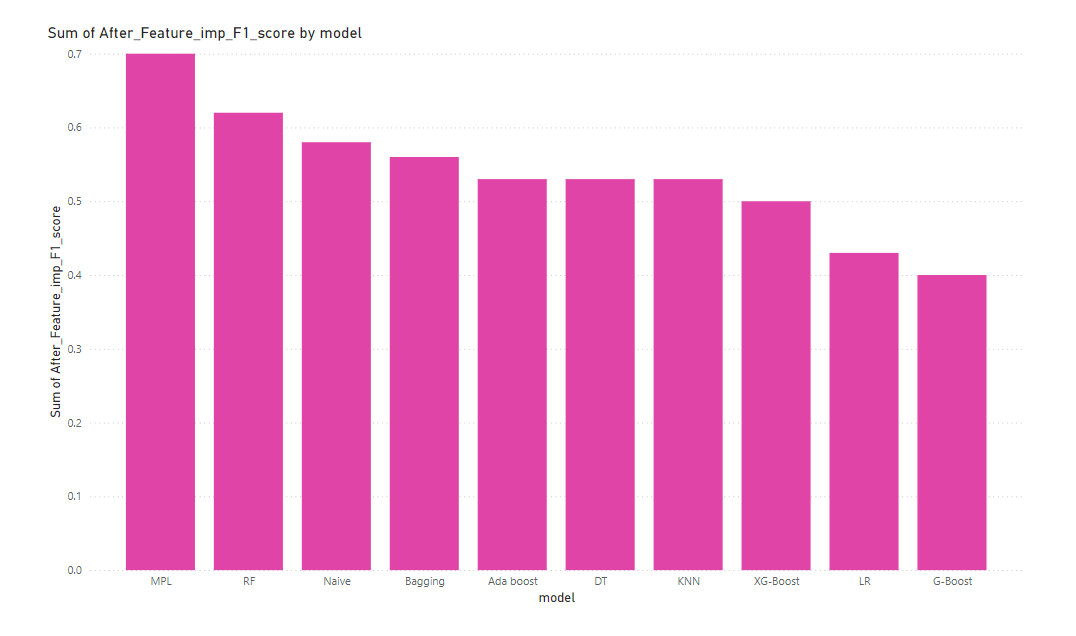 Sum of After_Feature_imp_F1_score by model
Sum of After_Feature_imp_F1_score
0.7
0.6
0.5
0.4
0.3
0.2
0.1
0.0
MPL RF Naive Bagging Ada boost DT KNN XG-Boost LR G-Boost
model